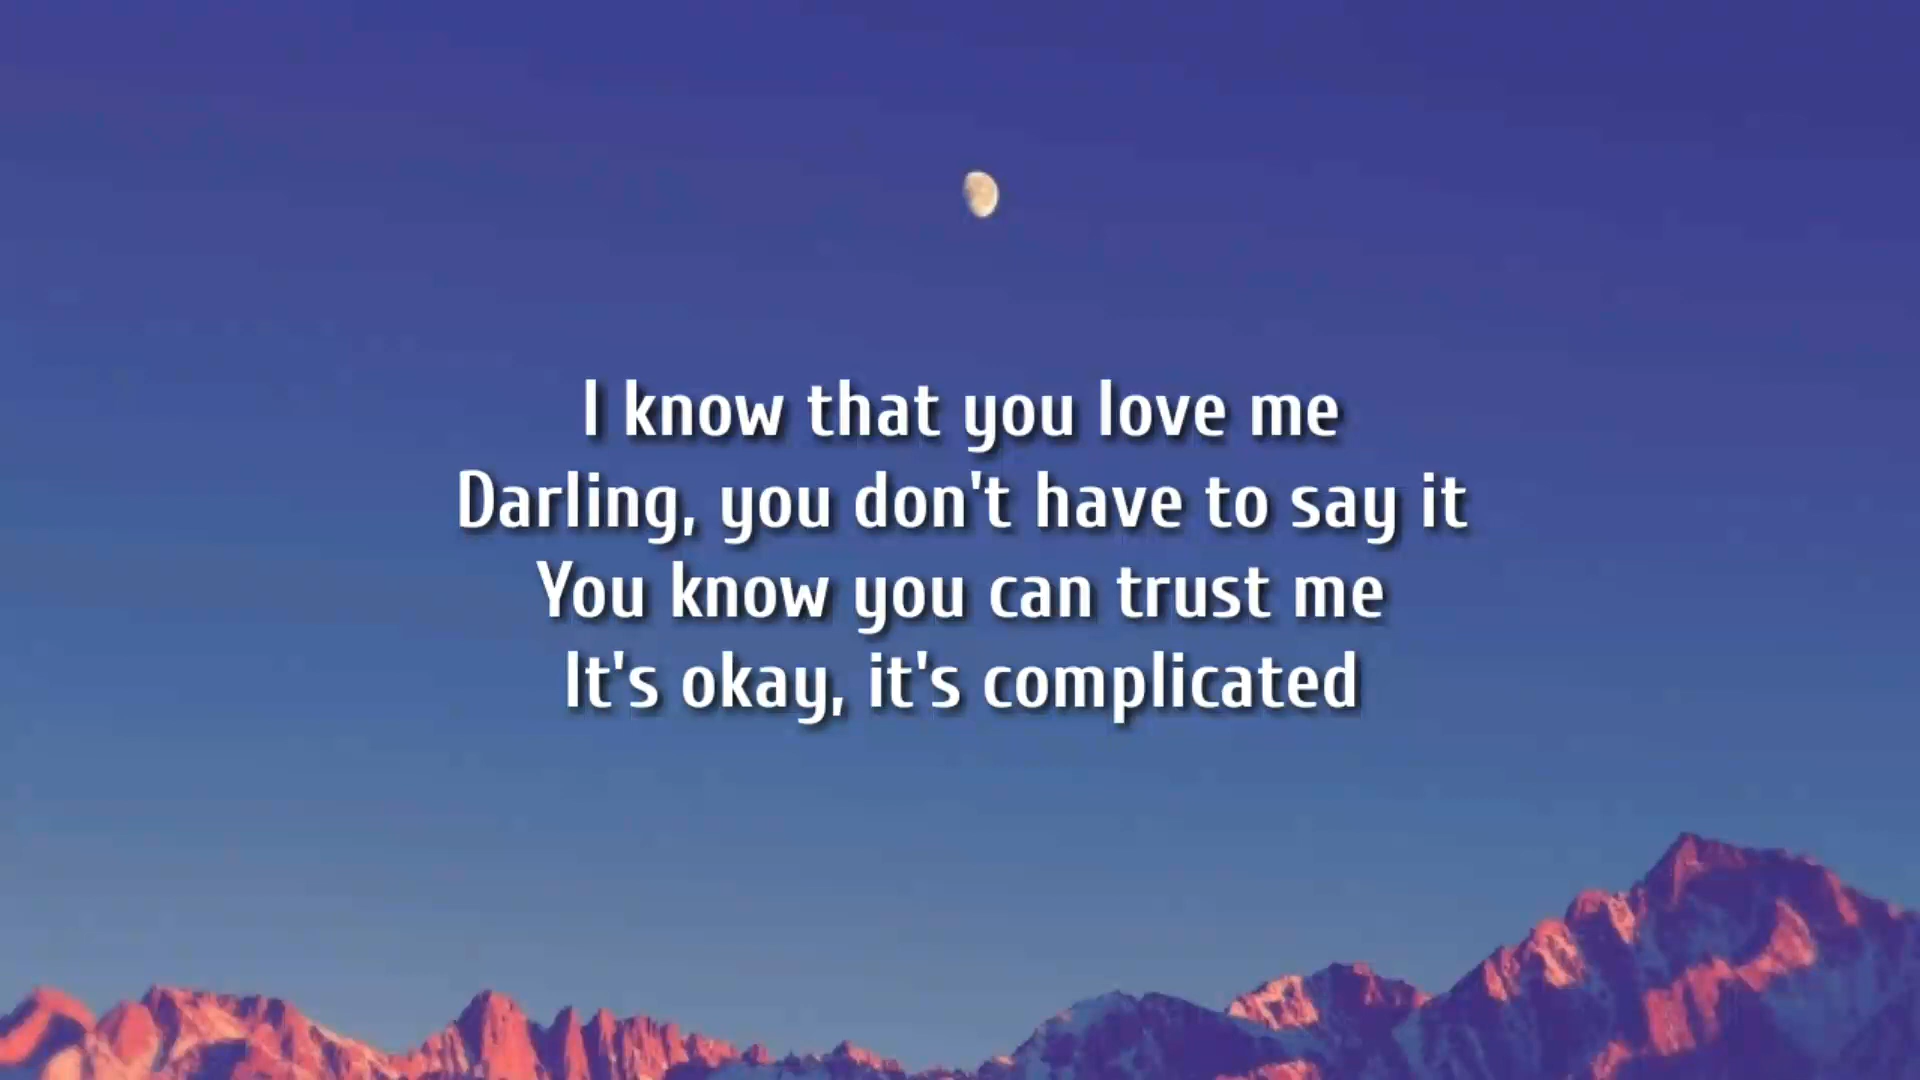 I know that you love me
Darling, you don't have to say it
You know you can trust me
It's okay, it's complicated